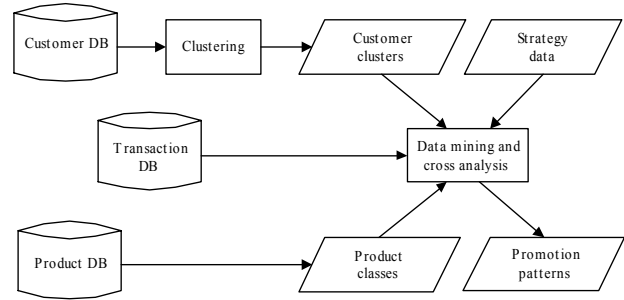 Customer DB
Clustering
Customer
clusters
Strategy
data
Transaction
DB
Data mining and
cross analysis
Product DB
Product
classes
Promotion
patterns